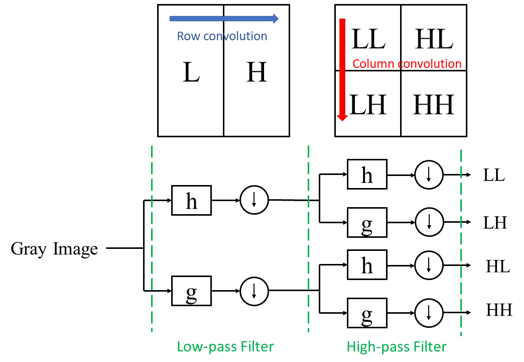 Row convolution
L H
LL HL
Column convolution
LH HH
h h LL
g LH
Gray Image
g h HL
g HH
Low-pass Filter High-pass Filter